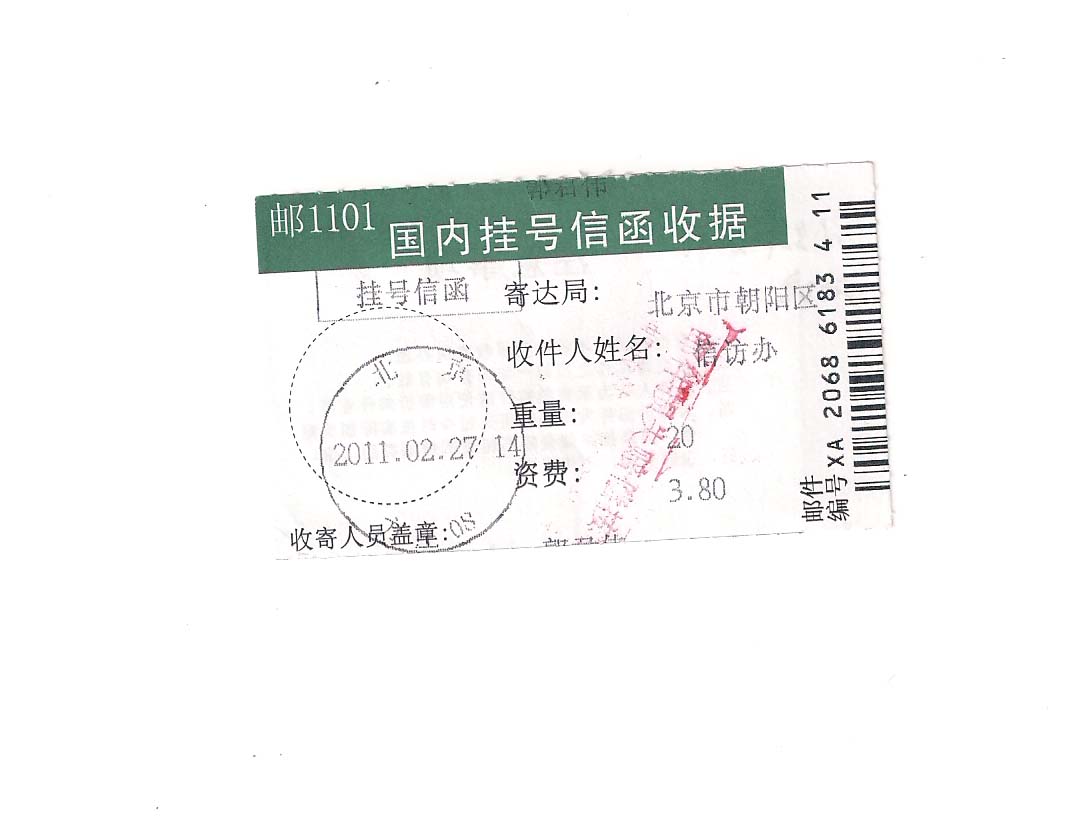 邮1101 国内挂号信函收据
挂号信函
寄达局: 北京市朝阳区
收件人姓名: 信访办
重量: 20
资费: 3.80
北京
2011.02.27 14
08
收寄人员盖章:
邮件编号 XA 2068 6183 4 11